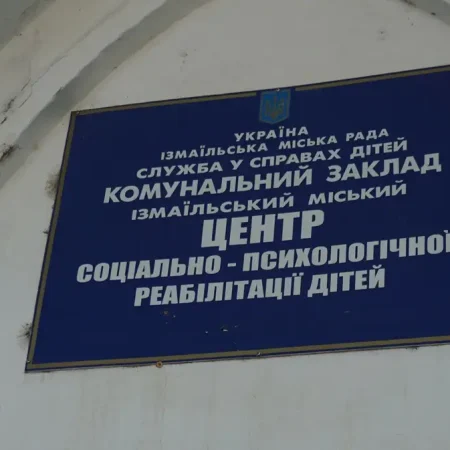 УКРАЇНА
ІЗМАЇЛЬСЬКА МІСЬКА РАДА
СЛУЖБА У СПРАВАХ ДІТЕЙ
КОМУНАЛЬНИЙ ЗАКЛАД
ІЗМАЇЛЬСЬКИЙ МІСЬКИЙ
ЦЕНТР
СОЦІАЛЬНО - ПСИХОЛОГІЧНОЇ
РЕАБІЛІТАЦІЇ ДІТЕЙ